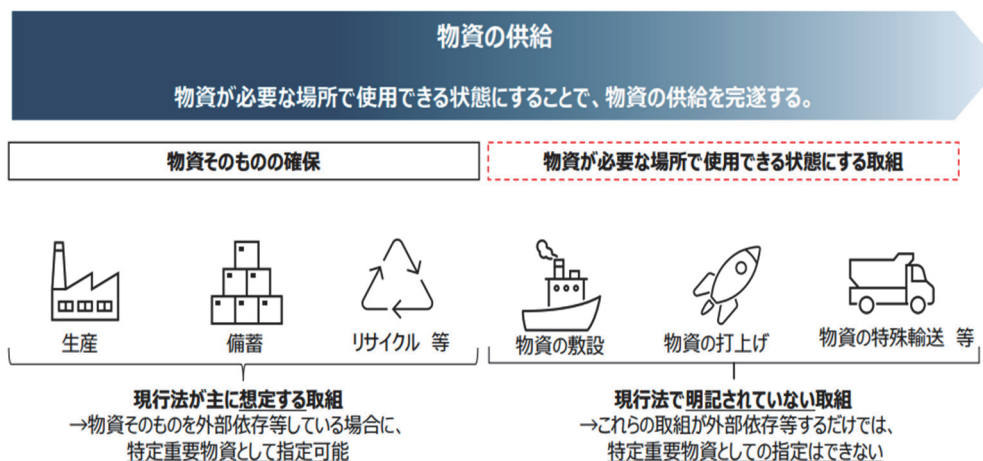 物資の供給
物資が必要な場所で使用できる状態にすることで、物資の供給を完遂する。
物資そのものの確保
物資が必要な場所で使用できる状態にする取組
生産
備蓄
リサイクル 等
物資の敷設
物資の打上げ
物資の特殊輸送 等
現行法が主に想定する取組
→物資そのものを外部依存等している場合に、
特定重要物資として指定可能
現行法で明記されていない取組
→これらの取組が外部依存等するだけでは、
特定重要物資としての指定はできない